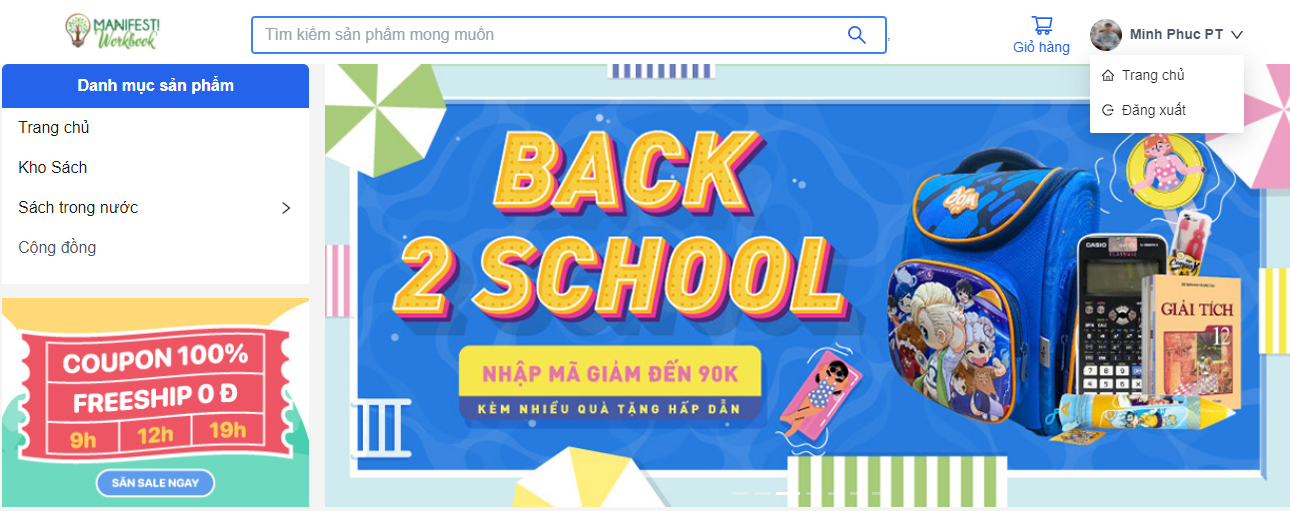 MANIFEST!
Workbook
Tìm kiếm sản phẩm mong muốn
,
Giỏ hàng
Minh Phuc PT
Trang chủ
Đăng xuất
Danh mục sản phẩm
Trang chủ
Kho Sách
Sách trong nước
Cộng đồng
BACK
2 SCHOOL
NHẬP MÃ GIẢM ĐẾN 90K
KÈM NHIỀU QUÀ TẶNG HẤP DẪN
CASIO
CLASSWIZ
GIẢI TÍCH
12
COUPON 100%
FREESHIP 0 Đ
9h 12h 19h
SĂN SALE NGAY